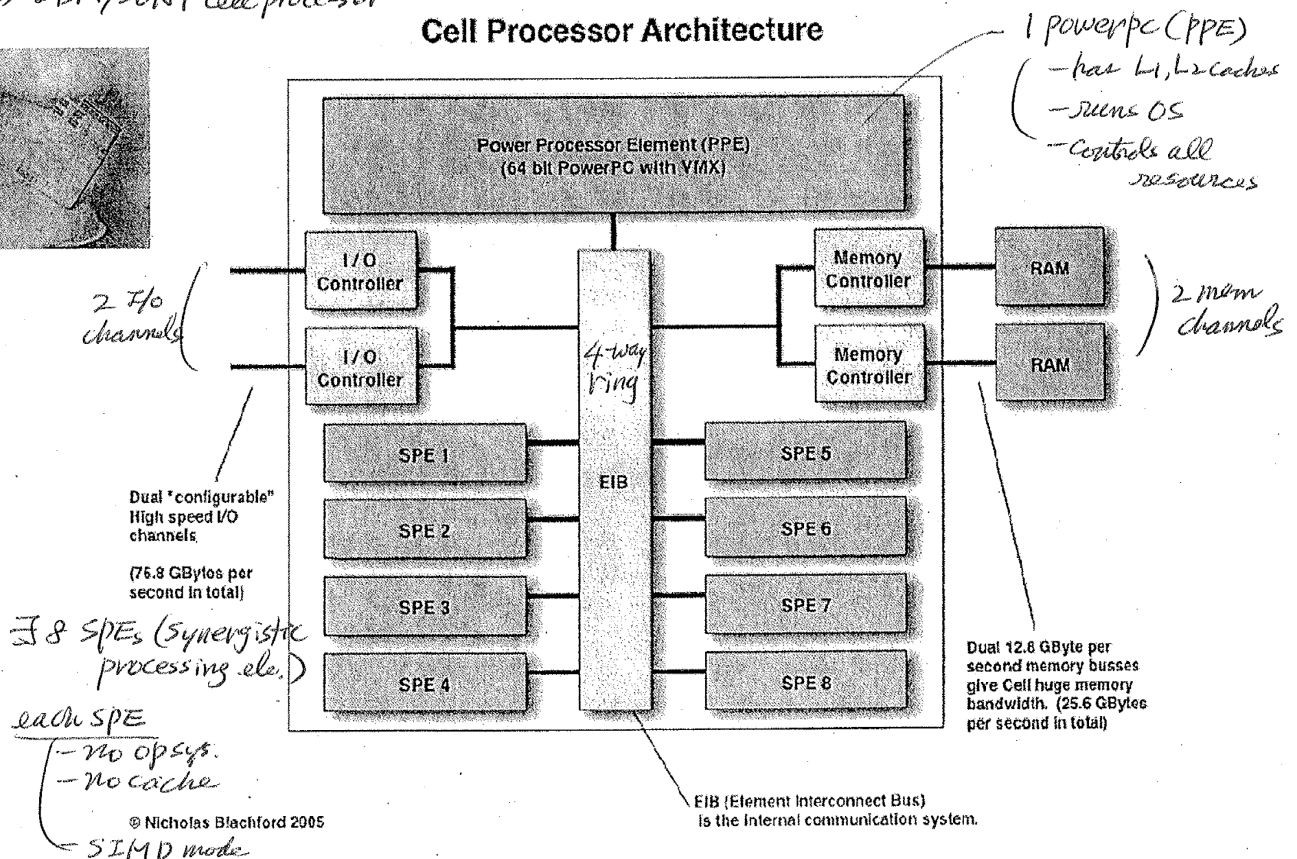 IBM/SONY cell processor
Cell Processor Architecture
1 powerpc (PPE)
- has L1, L2 caches
- runs OS
- Controls all
resources
Power Processor Element (PPE)
(64 bit PowerPC with VMX)
I/O
Controller
I/O
Controller
2 I/o
channels
Memory
Controller
Memory
Controller
RAM
RAM
2 mem
channels
4-way
ring
EIB
SPE 1
SPE 2
SPE 3
SPE 4
SPE 5
SPE 6
SPE 7
SPE 8
Dual "configurable"
High speed I/O
channels
(76.8 GBytes per
second in total)
∃ 8 SPEs (Synergistic
processing ele.)
each SPE
- no opsys.
- no cache
- SIMD mode
Dual 12.8 GByte per
second memory busses
give Cell huge memory
bandwidth. (25.6 GBytes
per second in total)
EIB (Element Interconnect Bus)
is the internal communication system.
© Nicholas Blachford 2005